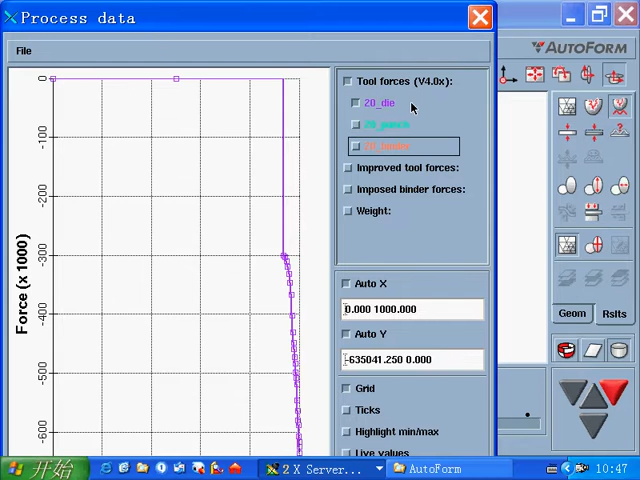 Process data
File
AUTOFORM
0
-100
-200
-300
-400
-500
-600
Force (x 1000)
Tool forces (V4.0x):
20_die
20_punch
20_binder
Improved tool forces:
Imposed binder forces:
Weight:
Auto X
0.000 1000.000
Auto Y
-635041.250 0.000
Grid
Ticks
Highlight min/max
Live values
Geom
Rslts
开始
2 X Server...
AutoForm
10:47